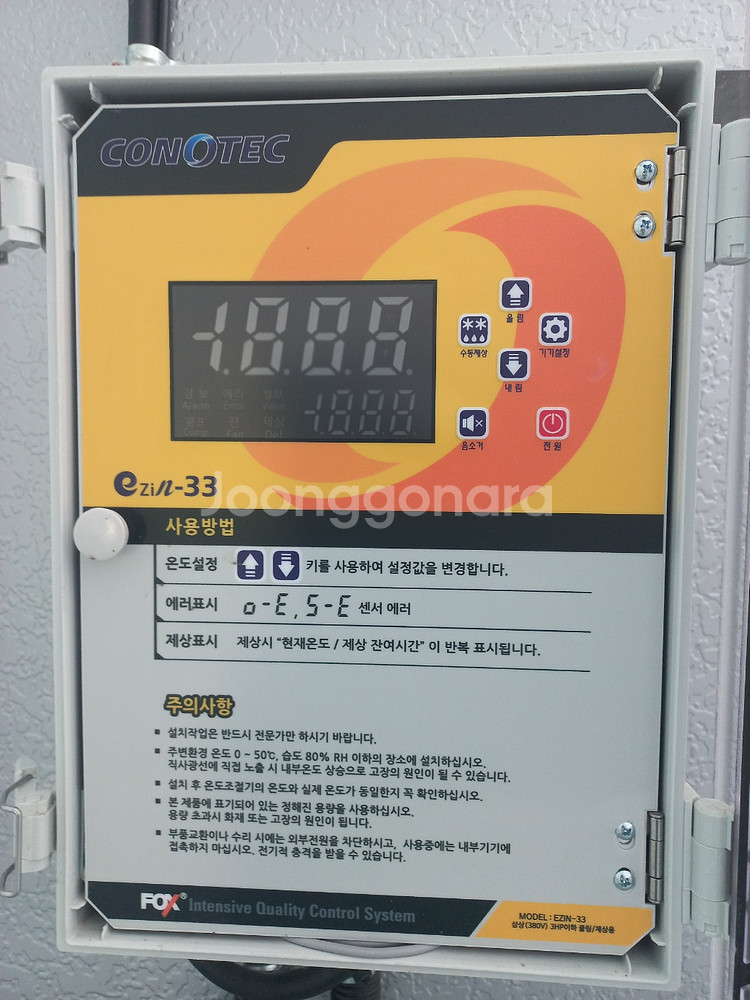 CONOTEC
-1.8.8.8.
올림
수동제상
기기설정
내림
경보
Alarm
에러
Error
Comp
팬
Fan
제상
Def
-1888
음소거
전원
ezin-33
Joonggonara
사용방법
온도설정 키를 사용하여 설정값을 변경합니다.
에러표시 o-E, S-E 센서 에러
제상표시 제상시 "현재온도 / 제상 잔여시간" 이 반복 표시됩니다.
주의사항
■ 설치작업은 반드시 전문가만 하시기 바랍니다.
■ 주변환경 온도 0 ~ 50℃, 습도 80% RH 이하의 장소에 설치하십시오.
직사광선에 직접 노출 시 내부온도 상승으로 고장의 원인이 될 수 있습니다.
■ 설치 후 온도조절기의 온도와 실제 온도가 동일한지 꼭 확인하십시오.
■ 본 제품에 표기되어 있는 정해진 용량을 사용하십시오.
용량 초과시 화재 또는 고장의 원인이 됩니다.
■ 부품교환이나 수리 시에는 외부전원을 차단하시고, 사용중에는 내부기기에
접촉하지 마십시오. 전기적 충격을 받을 수 있습니다.
FOX® Intensive Quality Control System
MODEL : EZIN-33
삼상(380V) 3HP이하 쿨링/제상용